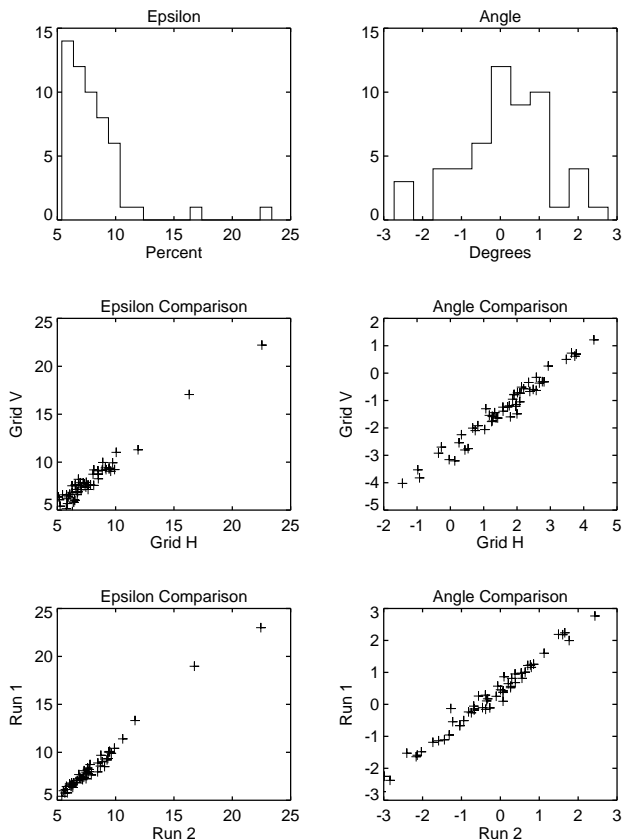 Epsilon
15
10
5
0
5 10 15 20 25
Percent
Angle
15
10
5
0
-3 -2 -1 0 1 2 3
Degrees
Epsilon Comparison
25
20
15
10
5
Grid V
5 10 15 20 25
Grid H
Angle Comparison
2
1
0
-1
-2
-3
-4
-5
Grid V
-2 -1 0 1 2 3 4 5
Grid H
Epsilon Comparison
25
20
15
10
5
Run 1
5 10 15 20 25
Run 2
Angle Comparison
3
2
1
0
-1
-2
-3
Run 1
-3 -2 -1 0 1 2 3
Run 2